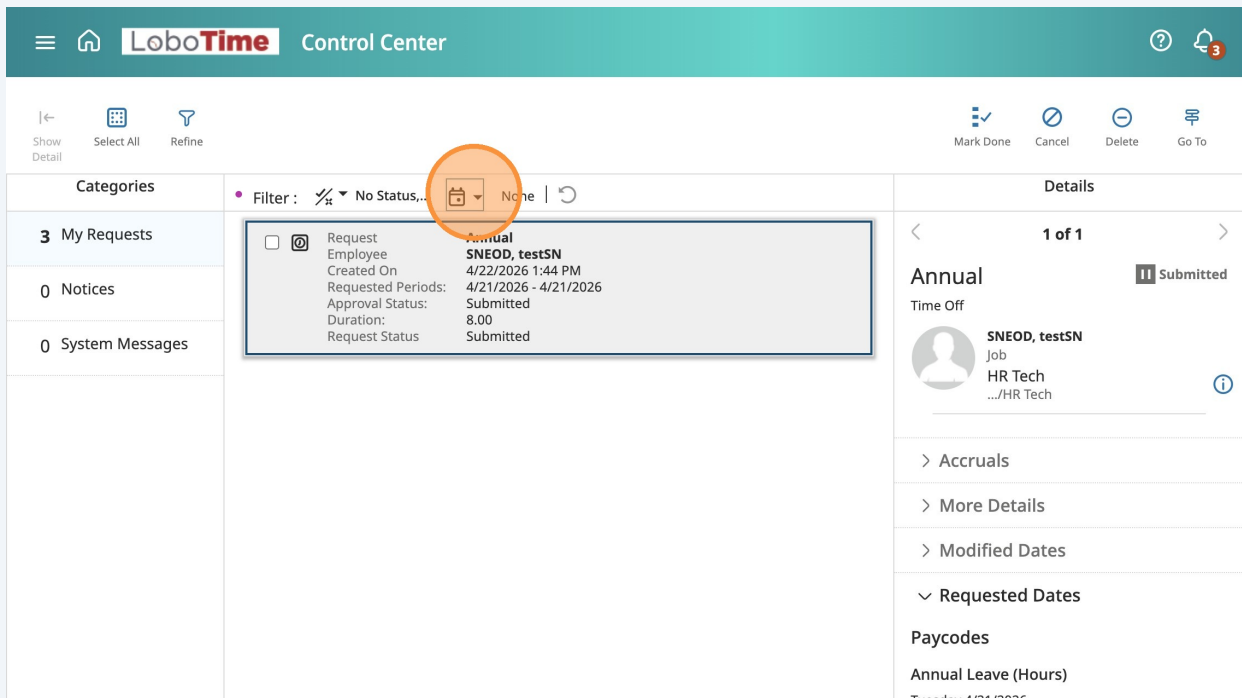 LoboTime Control Center
3
Show Detail
Select All
Refine
Mark Done
Cancel
Delete
Go To
Categories
3 My Requests
0 Notices
0 System Messages
Filter : No Status,.. None
Request Annual
Employee SNEOD, testSN
Created On 4/22/2026 1:44 PM
Requested Periods: 4/21/2026 - 4/21/2026
Approval Status: Submitted
Duration: 8.00
Request Status Submitted
Details
1 of 1
Annual Submitted
Time Off
SNEOD, testSN
Job
HR Tech
.../HR Tech
Accruals
More Details
Modified Dates
Requested Dates
Paycodes
Annual Leave (Hours)
Tuesday 4/21/2026